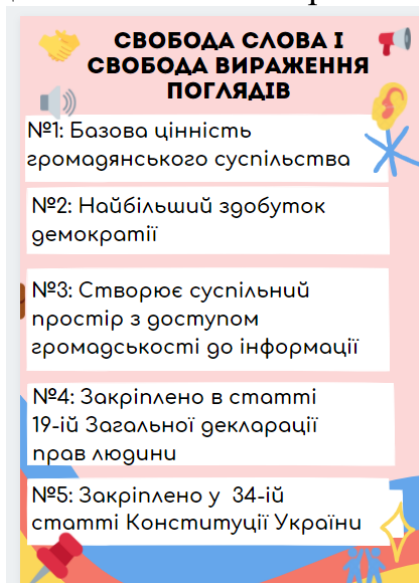 СВОБОДА СЛОВА І
СВОБОДА ВИРАЖЕННЯ
ПОГЛЯДІВ
№1: Базова цінність
громадянського суспільства
№2: Найбільший здобуток
демократії
№3: Створює суспільний
простір з доступом
громадськості до інформації
№4: Закріплено в статті
19-ій Загальної декларації
прав людини
№5: Закріплено у 34-ій
статті Конституції України